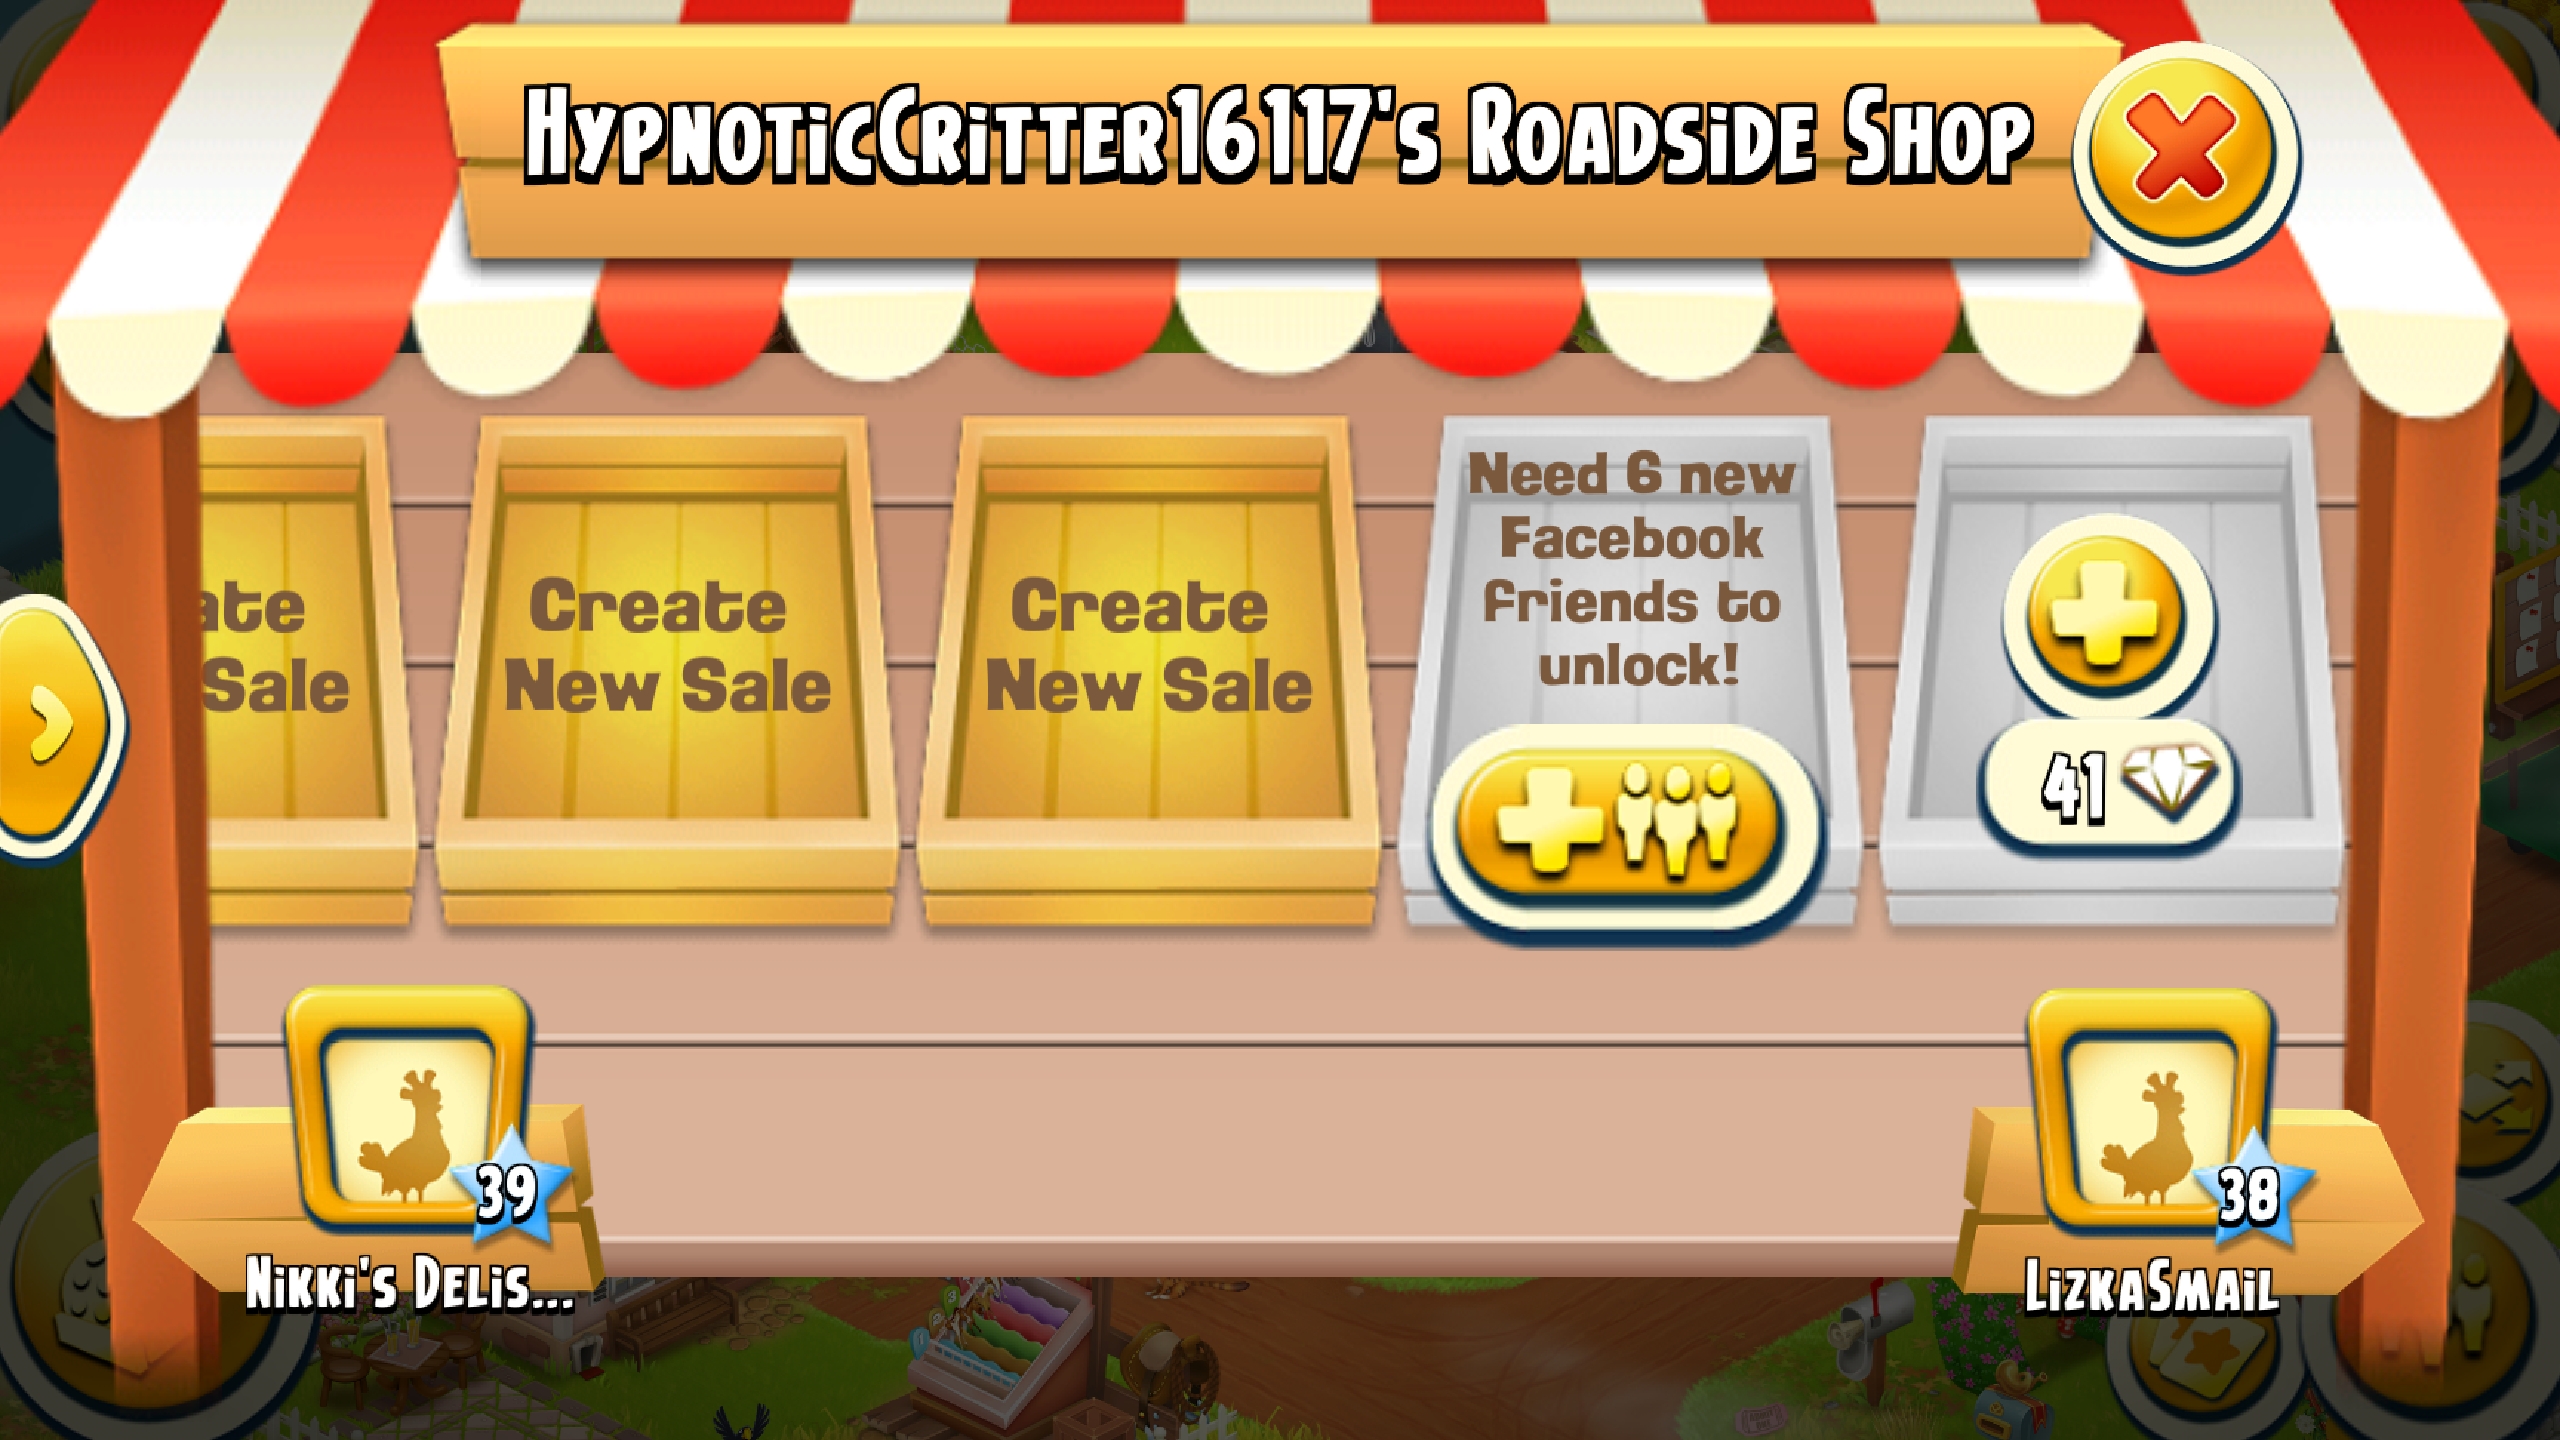 HypnoticCritter16117's Roadside Shop
ate
Sale
Create
New Sale
Create
New Sale
Need 6 new
Facebook
friends to
unlock!
41
39
Nikki's Delis...
38
LizkaSmail